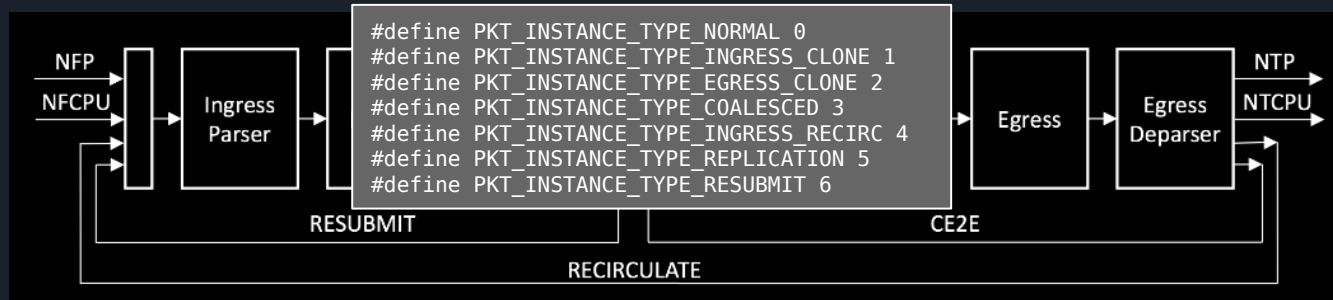 #define PKT_INSTANCE_TYPE_NORMAL 0
#define PKT_INSTANCE_TYPE_INGRESS_CLONE 1
#define PKT_INSTANCE_TYPE_EGRESS_CLONE 2
#define PKT_INSTANCE_TYPE_COALESCED 3
#define PKT_INSTANCE_TYPE_INGRESS_RECIRC 4
#define PKT_INSTANCE_TYPE_REPLICATION 5
#define PKT_INSTANCE_TYPE_RESUBMIT 6
NFP
NFCPU
Ingress
Parser
Egress
Egress
Deparser
NTP
NTCPU
RESUBMIT
CE2E
RECIRCULATE